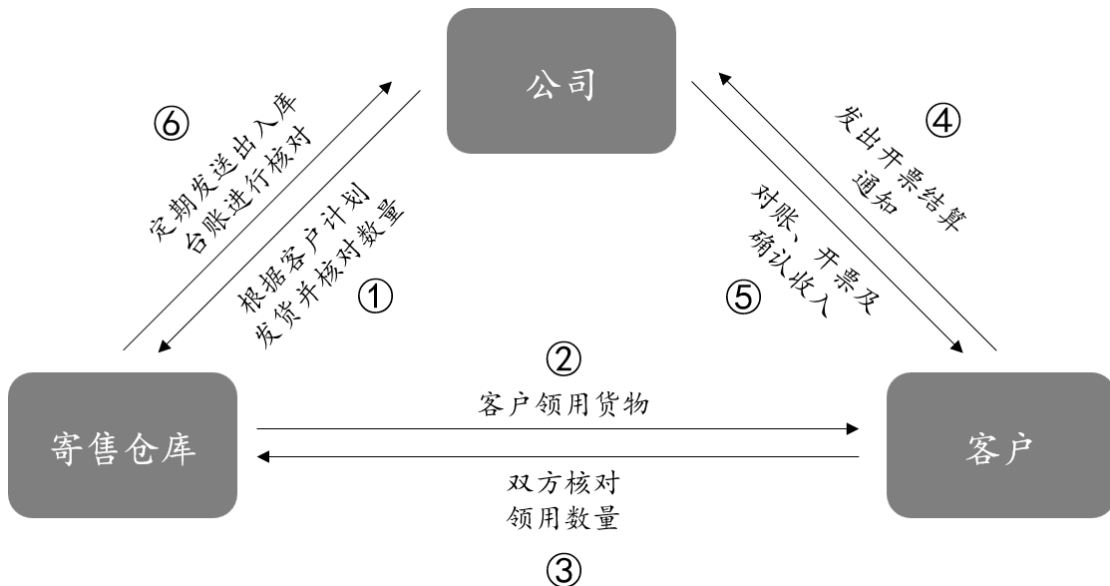 公司
⑥
定期发送出入库
台账进行核对
根据客户计划
发货并核对数量
①
④
发出开票结算
通知
对账、开票及
确认收入
⑤
②
客户领用货物
寄售仓库
客户
双方核对
领用数量
③